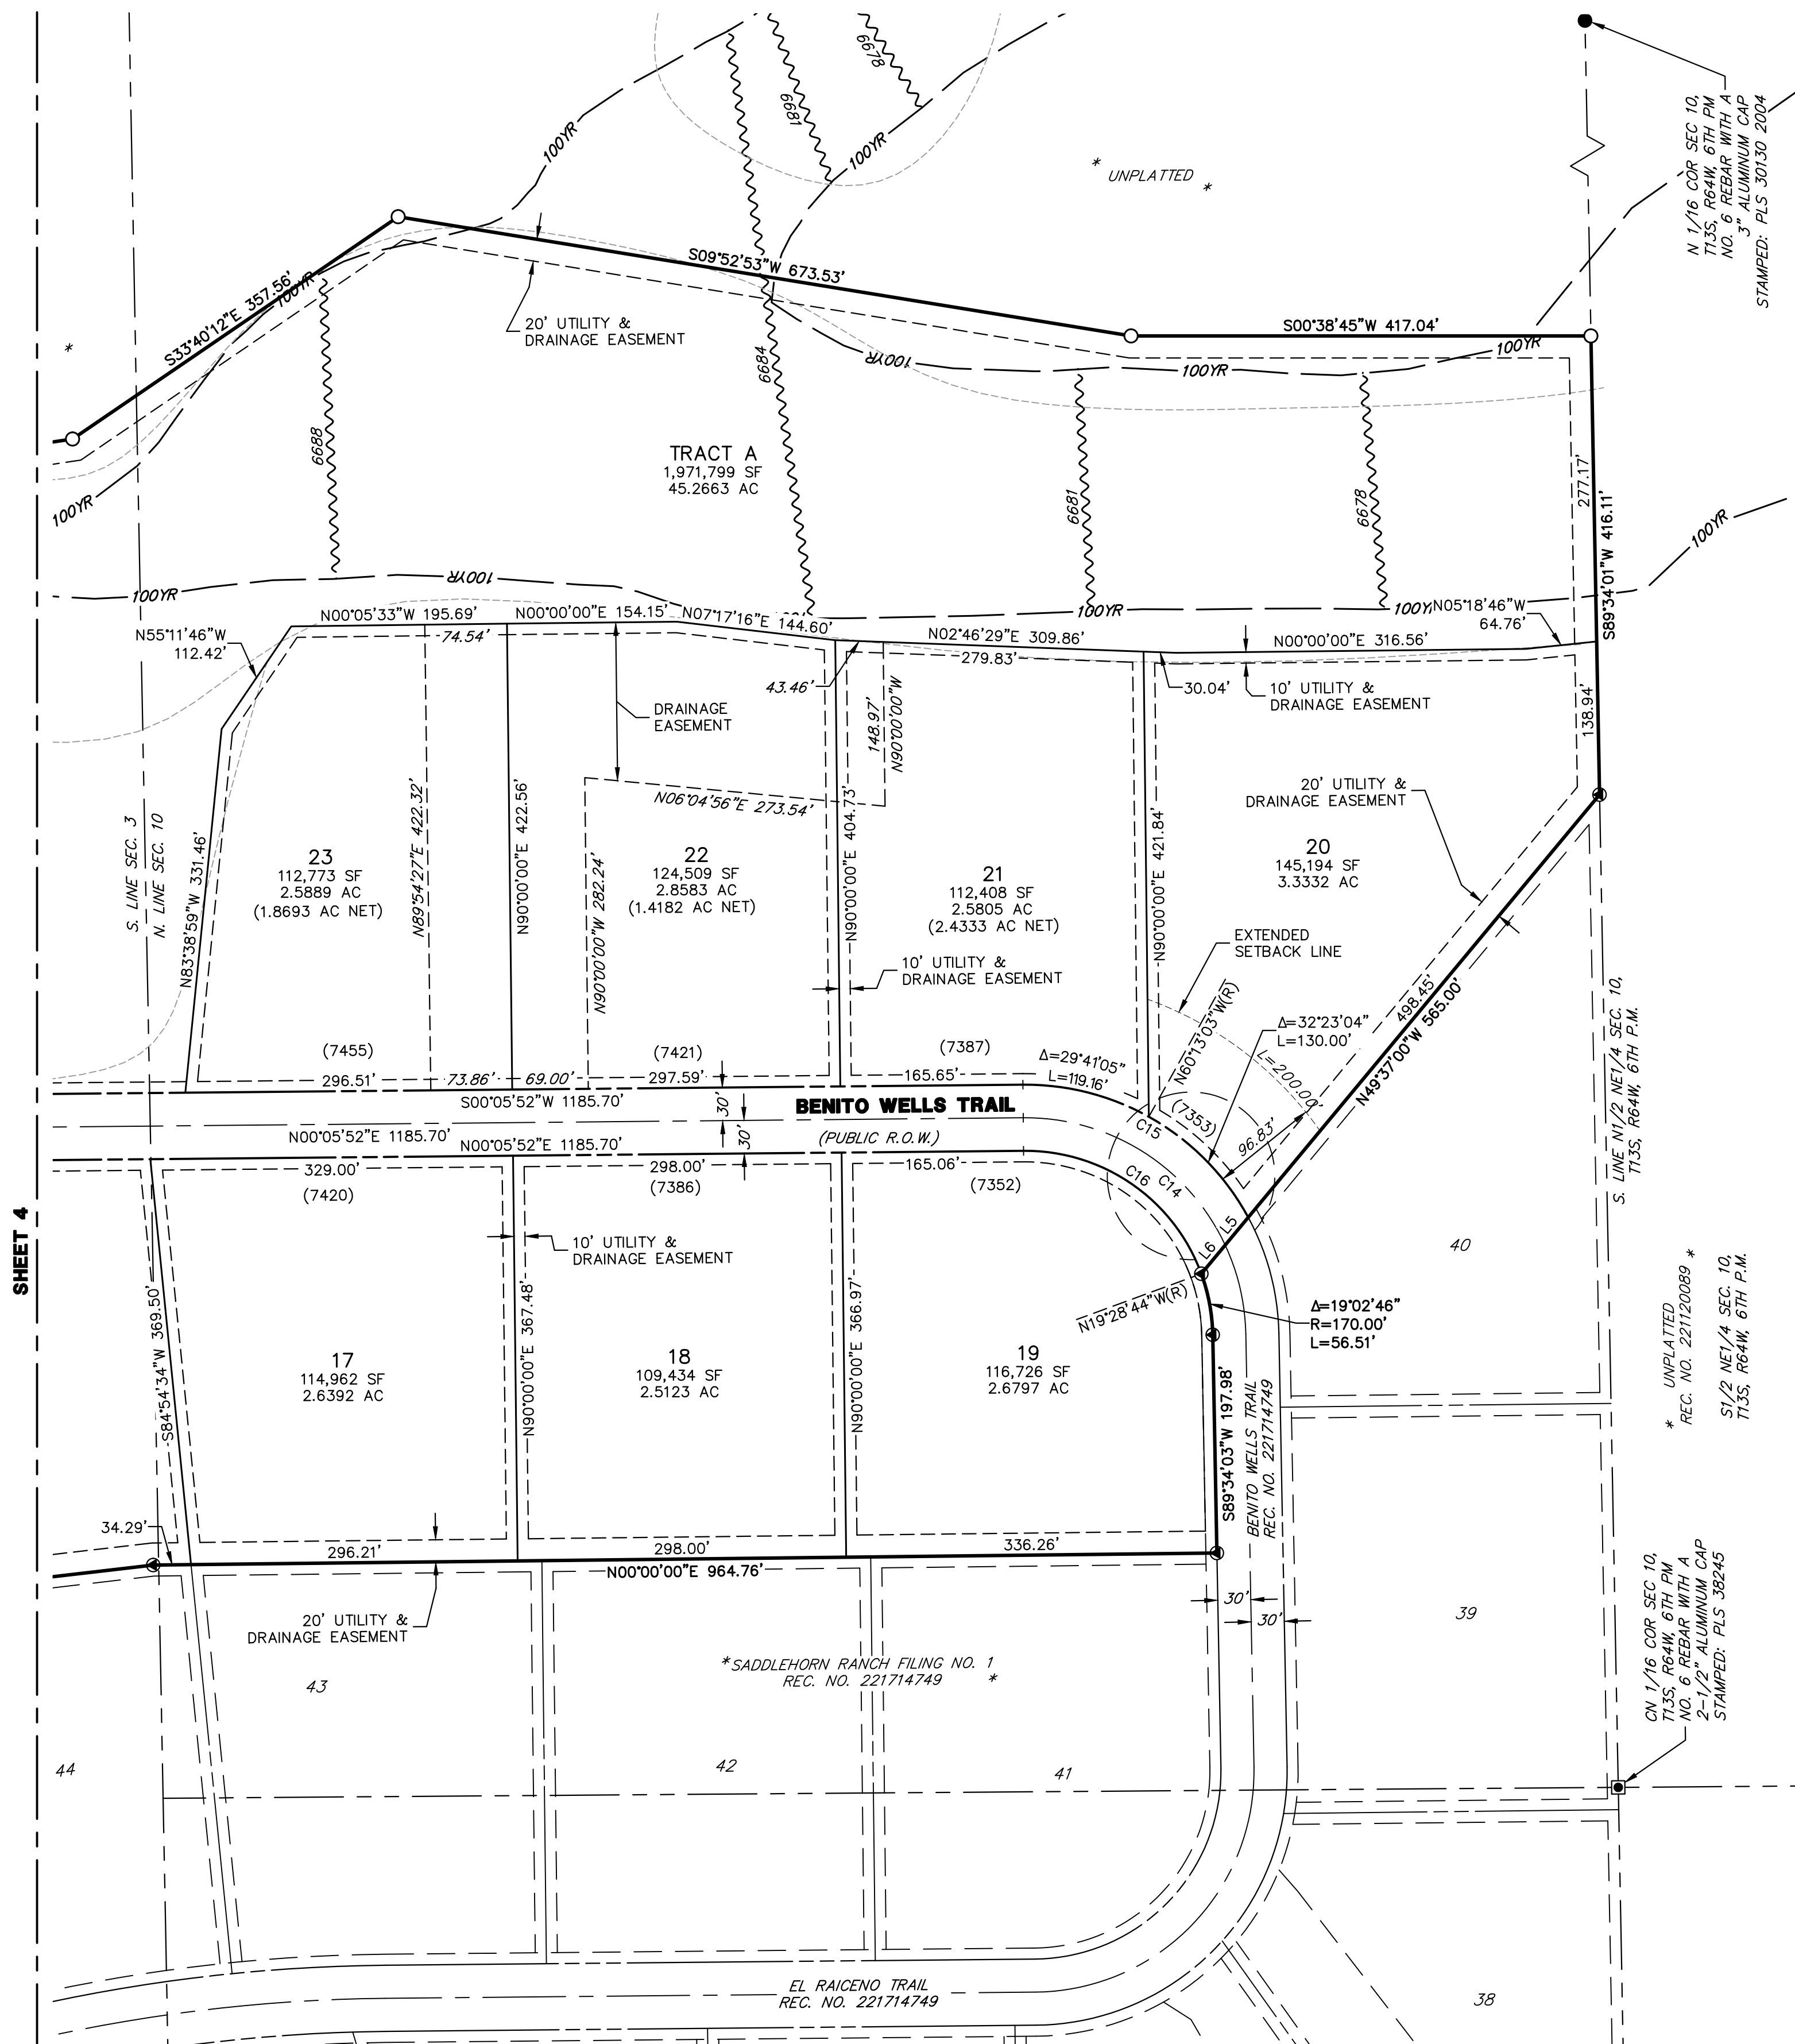 6678
6681
100YR
100YR
N 1/16 COR SEC 10,
T13S, R64W, 6TH PM
NO. 6 REBAR WITH A
3" ALUMINUM CAP
STAMPED: PLS 30130 2004
* UNPLATTED *
S09°52'53"W 673.53'
S33°40'12"E 357.56'
100YR
20' UTILITY &
DRAINAGE EASEMENT
S00°38'45"W 417.04'
*
6684
100YR
100YR
100YR
6688
TRACT A
1,971,799 SF
45.2663 AC
6681
6678
277.17'
S89°34'01"W 416.11'
100YR
100YR
100YR
100YR
100YR
N00°05'33"W 195.69'
N00°00'00"E 154.15'
N07°17'16"E 144.60'
N05°18'46"W
64.76'
N55°11'46"W
112.42'
74.54'
N02°46'29"E 309.86'
N00°00'00"E 316.56'
279.83'
43.46'
30.04'
10' UTILITY &
DRAINAGE EASEMENT
148.97'
N90°00'00"W
138.94'
DRAINAGE
EASEMENT
20' UTILITY &
DRAINAGE EASEMENT
N06°04'56"E 273.54'
S. LINE SEC. 3
N. LINE SEC. 10
N83°38'59"W 331.46'
23
112,773 SF
2.5889 AC
(1.8693 AC NET)
N89°54'27"E 422.32'
N90°00'00"E 422.56'
22
124,509 SF
2.8583 AC
(1.4182 AC NET)
N90°00'00"W 282.24'
N90°00'00"E 404.73'
21
112,408 SF
2.5805 AC
(2.4333 AC NET)
N90°00'00"E 421.84'
20
145,194 SF
3.3332 AC
EXTENDED
SETBACK LINE
10' UTILITY &
DRAINAGE EASEMENT
N60°13'03"W(R)
Δ=32°23'04"
L=130.00'
498.45'
N49°37'00"W 565.00'
L=200.00'
S. LINE N1/2 NE1/4 SEC. 10,
T13S, R64W, 6TH P.M.
(7455)
(7421)
(7387)
Δ=29°41'05"
L=119.16'
296.51'
73.86'
69.00'
297.59'
165.65'
S00°05'52"W 1185.70'
30'
BENITO WELLS TRAIL
C15
(7353)
96.83'
N00°05'52"E 1185.70'
N00°05'52"E 1185.70'
30'
(PUBLIC R.O.W.)
329.00'
298.00'
165.06'
(7420)
(7386)
(7352)
C16
C14
L5
L6
40
SHEET 4
10' UTILITY &
DRAINAGE EASEMENT
S84°54'34"W 369.50'
N90°00'00"E 367.48'
N90°00'00"E 366.97'
N19°28'44"W(R)
Δ=19°02'46"
R=170.00'
L=56.51'
* UNPLATTED
REC. NO. 221120089 *
S1/2 NE1/4 SEC. 10,
T13S, R64W, 6TH P.M.
17
114,962 SF
2.6392 AC
18
109,434 SF
2.5123 AC
19
116,726 SF
2.6797 AC
S89°34'03"W 197.98'
BENITO WELLS TRAIL
REC. NO. 221714749
34.29'
296.21'
298.00'
336.26'
N00°00'00"E 964.76'
30'
30'
39
20' UTILITY &
DRAINAGE EASEMENT
CN 1/16 COR SEC 10,
T13S, R64W, 6TH PM
NO. 6 REBAR WITH A
2-1/2" ALUMINUM CAP
STAMPED: PLS 38245
*SADDLEHORN RANCH FILING NO. 1
REC. NO. 221714749 *
43
44
42
41
EL RAICENO TRAIL
REC. NO. 221714749
38